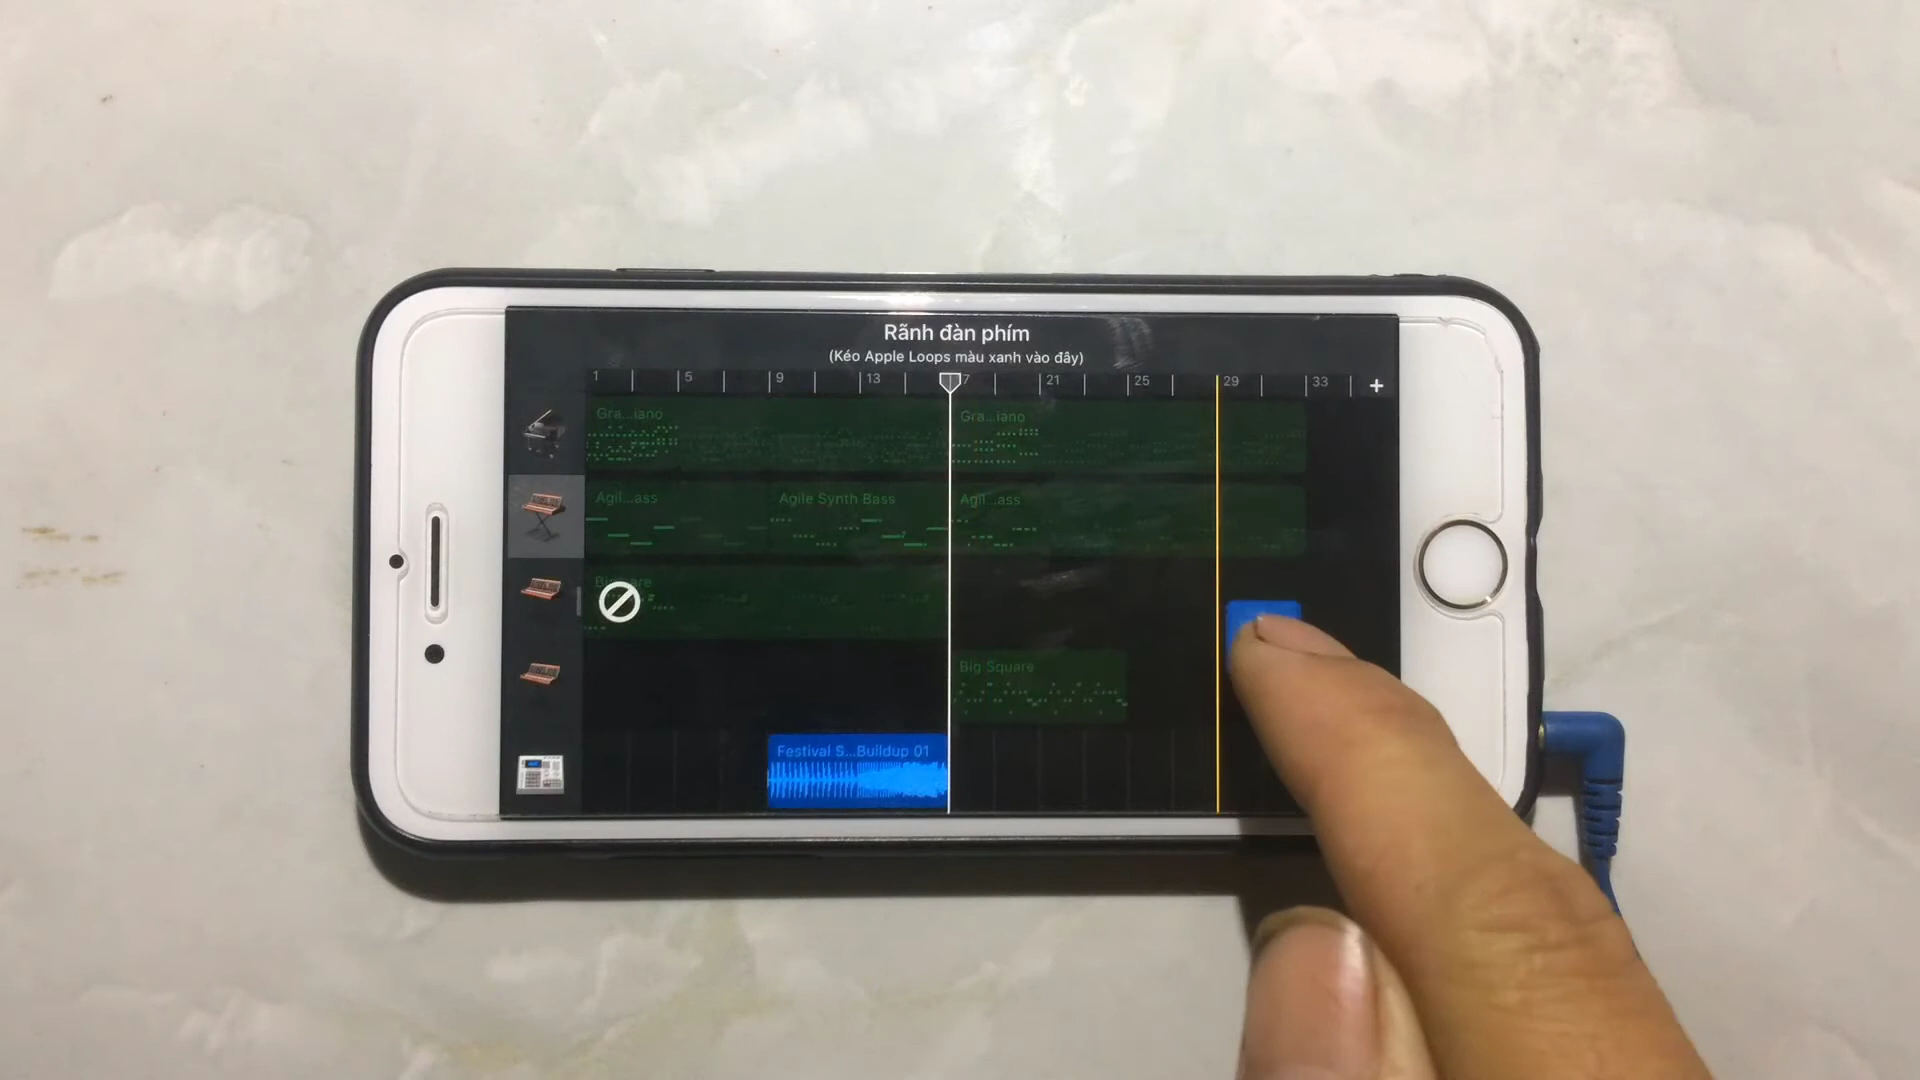 Rãnh đàn phím
(Kéo Apple Loops màu xanh vào đây)
1 5 9 13 7 21 25 29 33 +
Gra...iano Gra...iano
Agil...ass Agile Synth Bass Agil...ass
Big Square
Festival S...Buildup 01